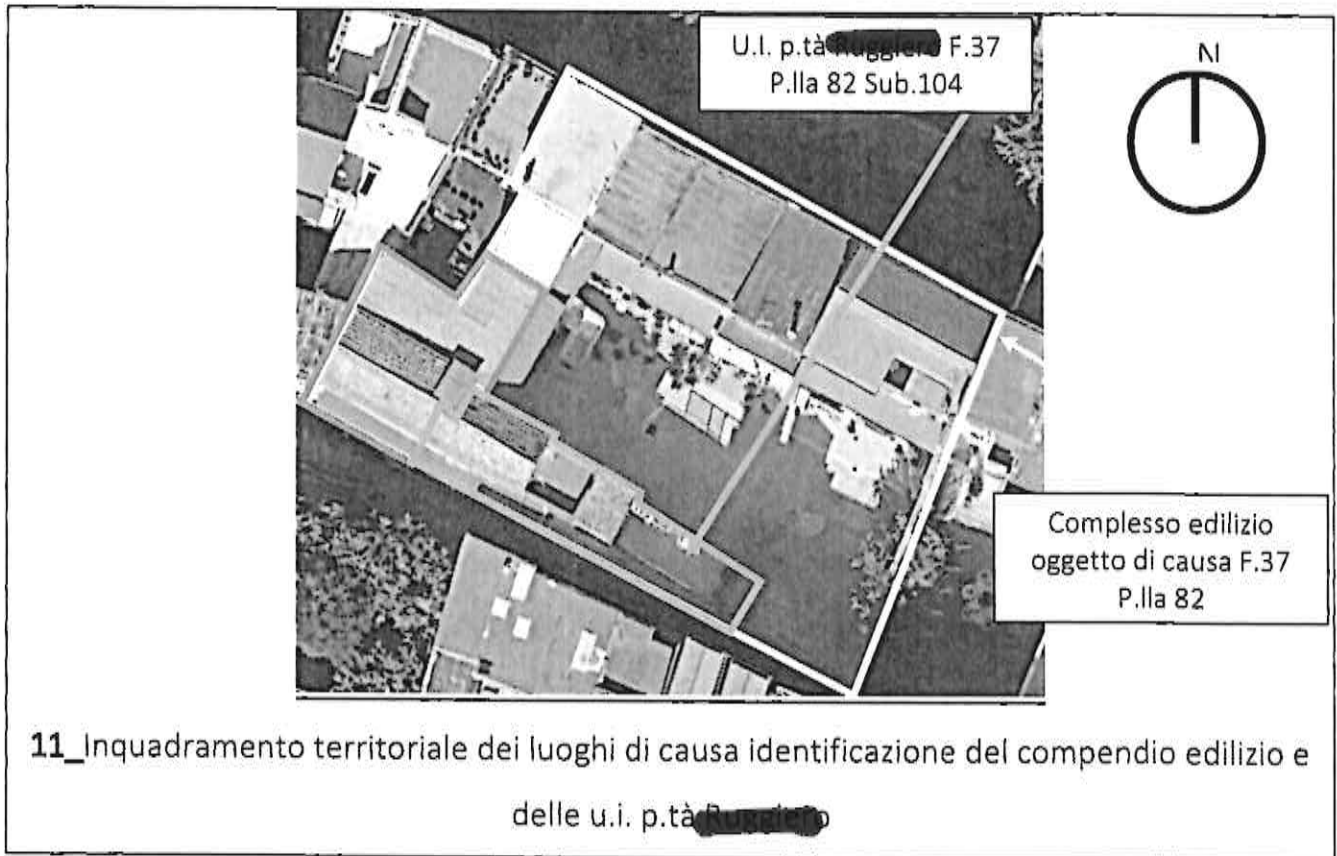 U.I. p.tà F.37
P.lla 82 Sub.104
N
Complesso edilizio
oggetto di causa F.37
P.lla 82
11_Inquadramento territoriale dei luoghi di causa identificazione del compendio edilizio e
delle u.i. p.tà